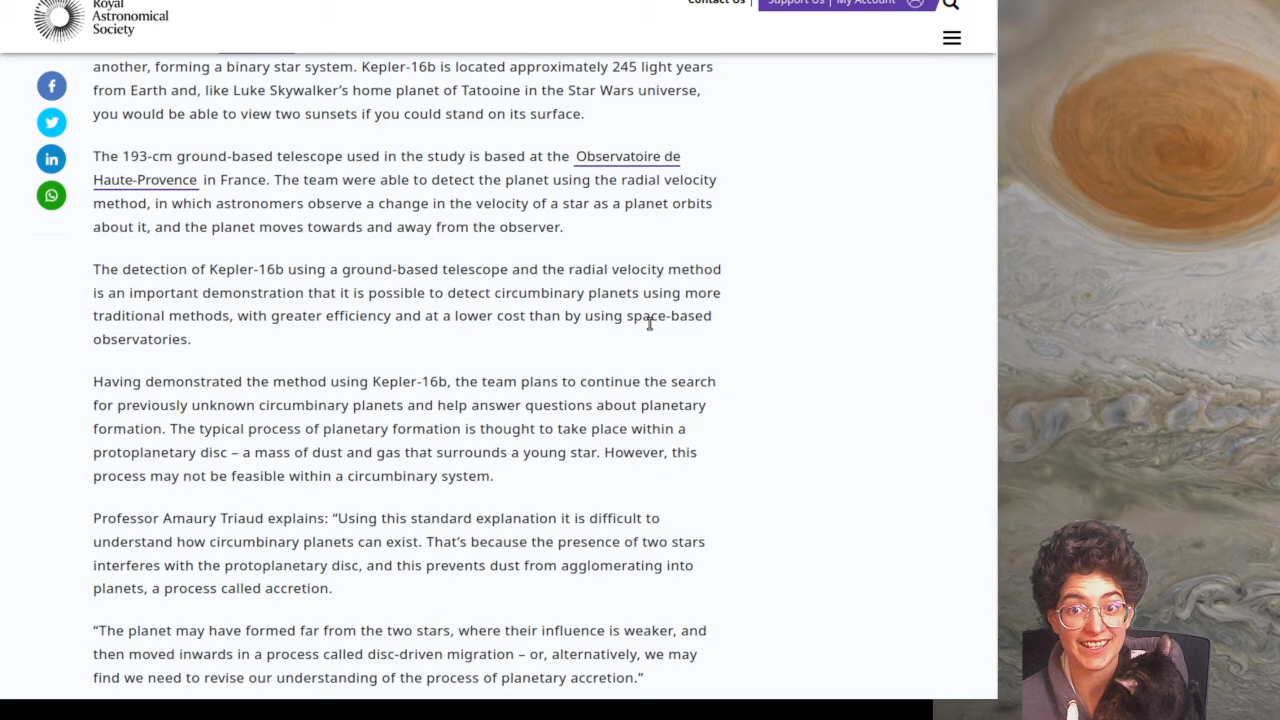 Royal
Astronomical
Society
Contact Us | Support Us | My Account
another, forming a binary star system. Kepler-16b is located approximately 245 light years
from Earth and, like Luke Skywalker’s home planet of Tatooine in the Star Wars universe,
you would be able to view two sunsets if you could stand on its surface.
The 193-cm ground-based telescope used in the study is based at the Observatoire de
Haute-Provence in France. The team were able to detect the planet using the radial velocity
method, in which astronomers observe a change in the velocity of a star as a planet orbits
about it, and the planet moves towards and away from the observer.
The detection of Kepler-16b using a ground-based telescope and the radial velocity method
is an important demonstration that it is possible to detect circumbinary planets using more
traditional methods, with greater efficiency and at a lower cost than by using space-based
observatories.
Having demonstrated the method using Kepler-16b, the team plans to continue the search
for previously unknown circumbinary planets and help answer questions about planetary
formation. The typical process of planetary formation is thought to take place within a
protoplanetary disc – a mass of dust and gas that surrounds a young star. However, this
process may not be feasible within a circumbinary system.
Professor Amaury Triaud explains: “Using this standard explanation it is difficult to
understand how circumbinary planets can exist. That’s because the presence of two stars
interferes with the protoplanetary disc, and this prevents dust from agglomerating into
planets, a process called accretion.
“The planet may have formed far from the two stars, where their influence is weaker, and
then moved inwards in a process called disc-driven migration – or, alternatively, we may
find we need to revise our understanding of the process of planetary accretion.”